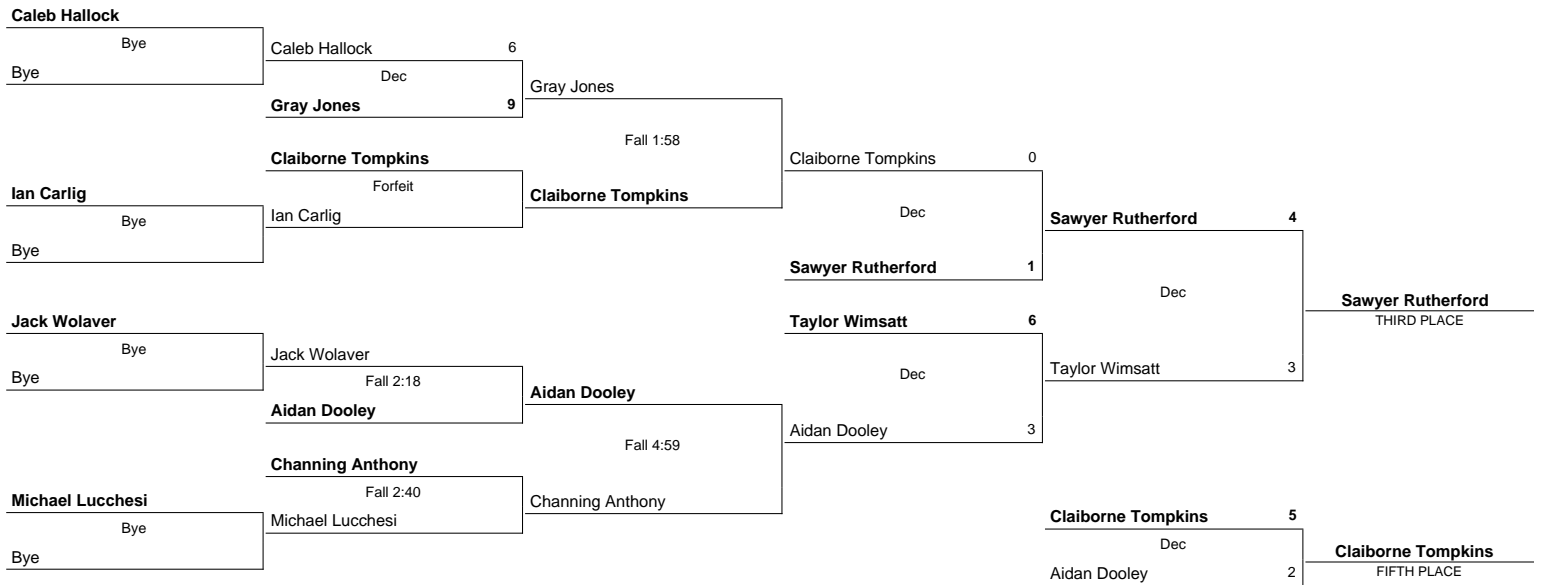 Caleb Hallock
Bye
Bye
Caleb Hallock 6
Dec
Gray Jones 9
Gray Jones
Fall 1:58
Claiborne Tompkins
Claiborne Tompkins
Forfeit
Ian Carlig
Ian Carlig
Bye
Bye
Claiborne Tompkins 0
Dec
Sawyer Rutherford 1
Sawyer Rutherford 4
Dec
Taylor Wimsatt 3
Sawyer Rutherford
THIRD PLACE
Jack Wolaver
Bye
Bye
Jack Wolaver
Fall 2:18
Aidan Dooley
Aidan Dooley
Fall 4:59
Channing Anthony
Taylor Wimsatt 6
Dec
Aidan Dooley 3
Channing Anthony
Fall 2:40
Michael Lucchesi
Michael Lucchesi
Bye
Bye
Claiborne Tompkins 5
Dec
Aidan Dooley 2
Claiborne Tompkins
FIFTH PLACE